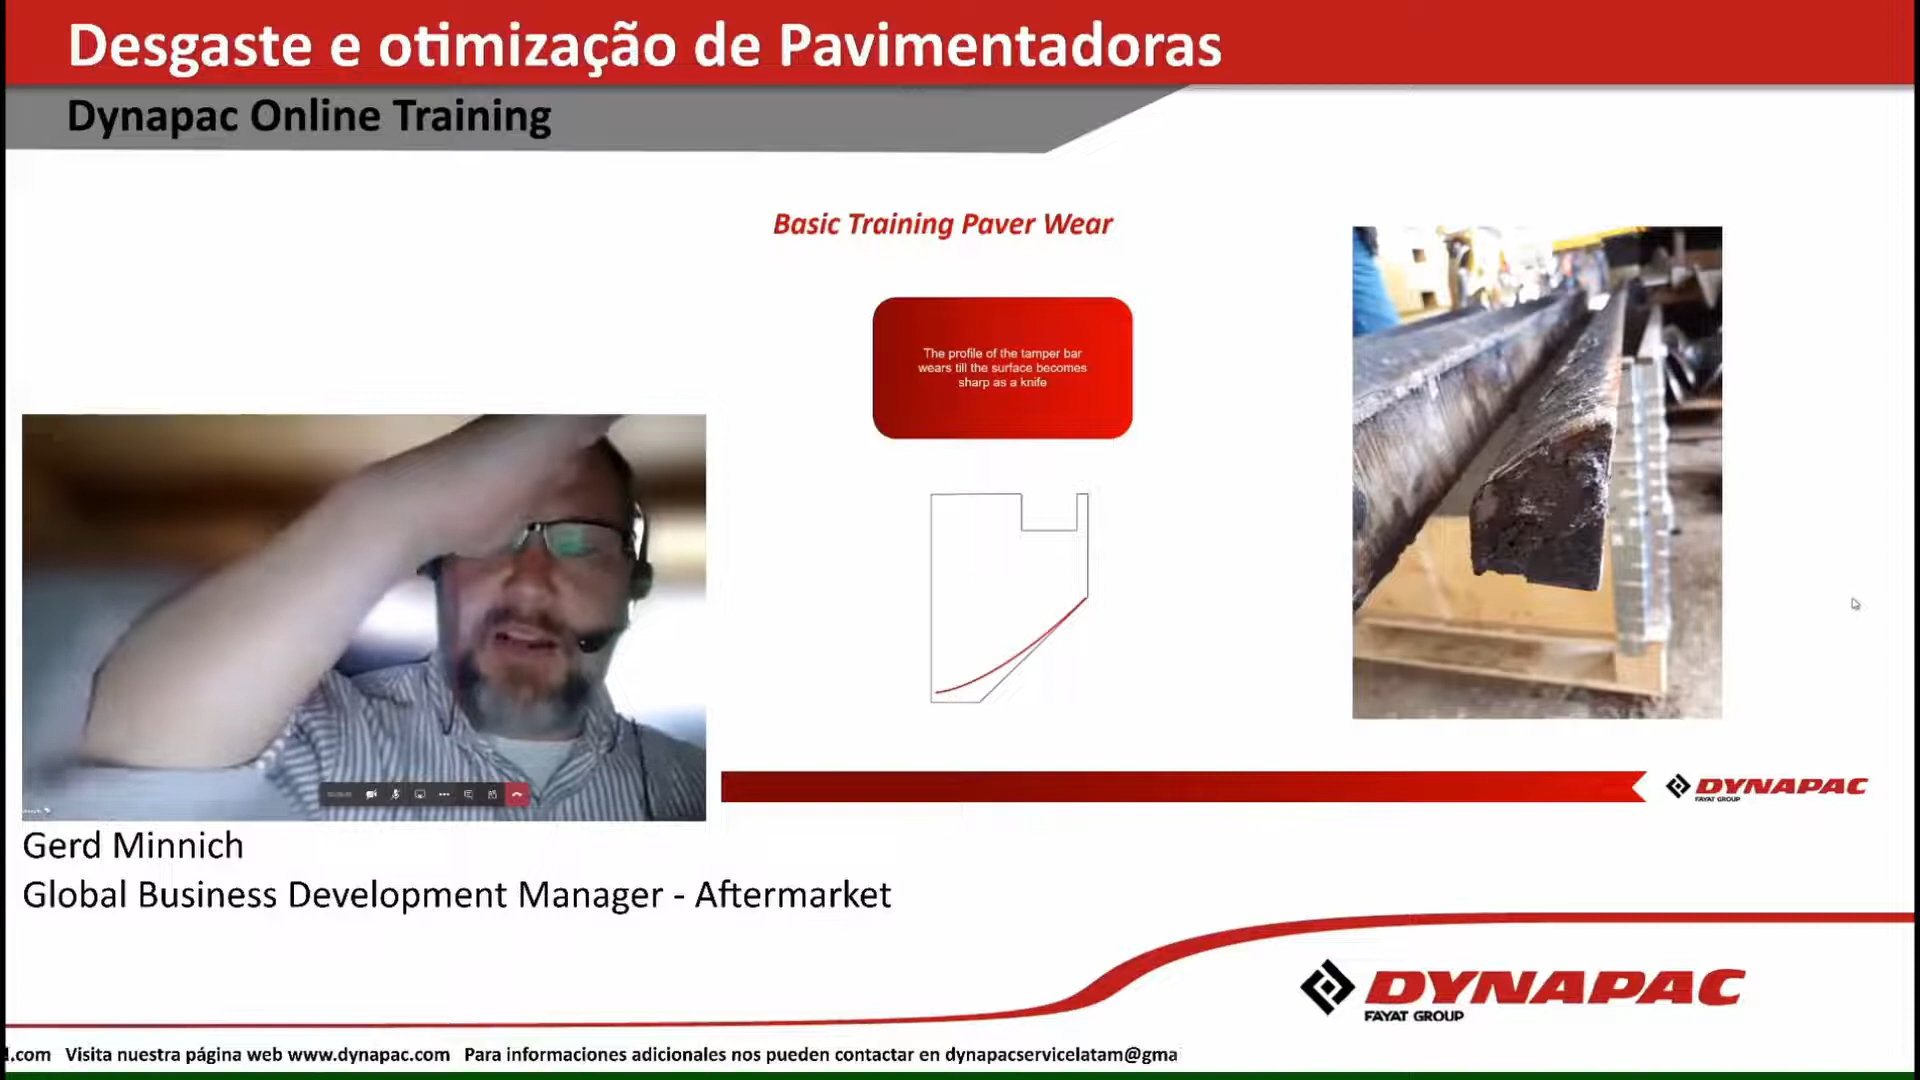 Desgaste e otimização de Pavimentadoras
Dynapac Online Training
Basic Training Paver Wear
The profile of the tamper bar
wears till the surface becomes
sharp as a knife
DYNAPAC
FAYAT GROUP
Gerd Minnich
Global Business Development Manager - Aftermarket
DYNAPAC
FAYAT GROUP
.com Visita nuestra página web www.dynapac.com Para informaciones adicionales nos pueden contactar en dynapacservicelatam@gma